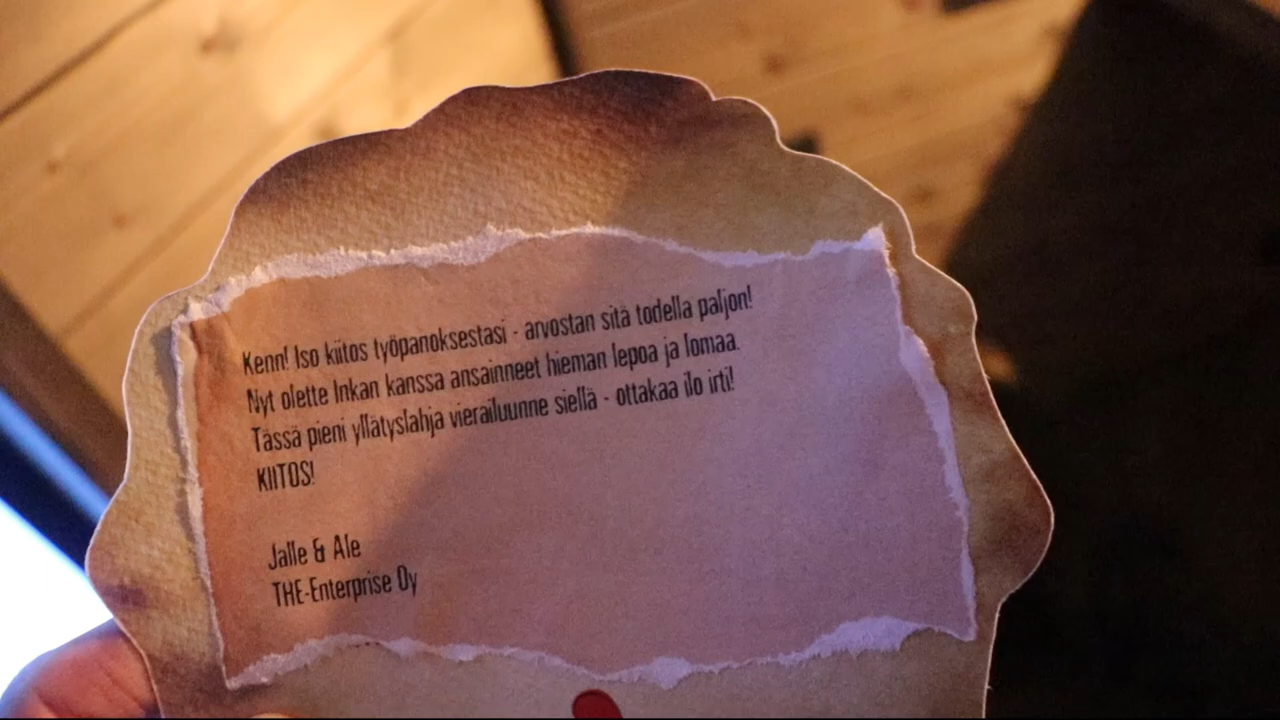 Kenn! Iso kiitos työpanoksestasi - arvostan sitä todella paljon!
Nyt olette Inkan kanssa ansainneet hieman lepoa ja lomaa.
Tässä pieni yllätyslahja vierailuunne siellä - ottakaa ilo irti!
KIITOS!
Jalle & Ale
THE-Enterprise Oy